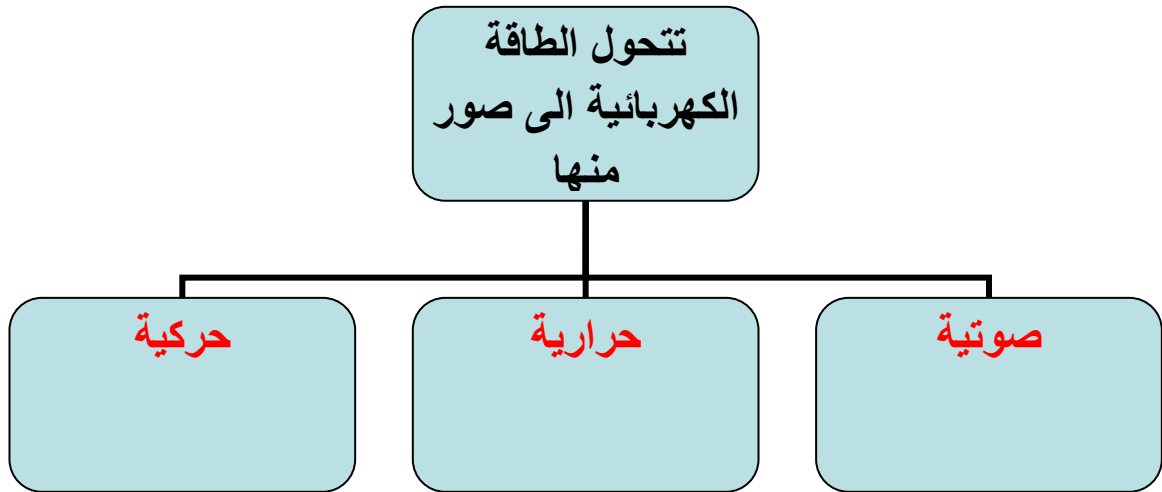 تتحول الطاقة
الكهربائية الى صور
منها
صوتية
حرارية
حركية